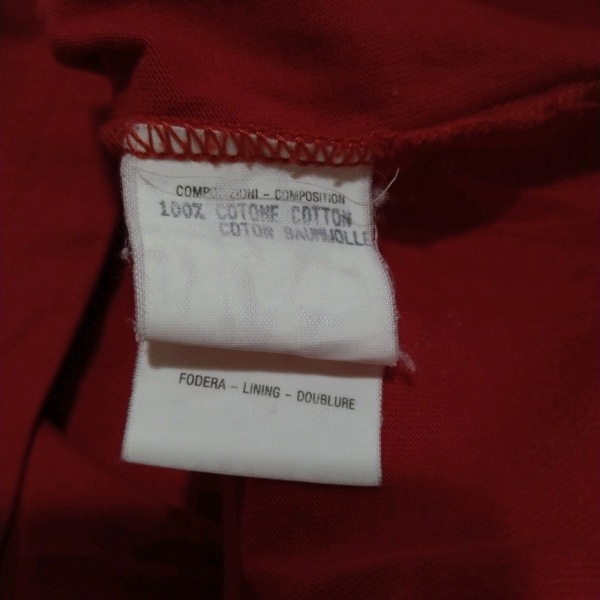 COMPOSIZIONI - COMPOSITION
100% COTONE COTTON
COTON BAUMWOLLE
FODERA - LINING - DOUBLURE